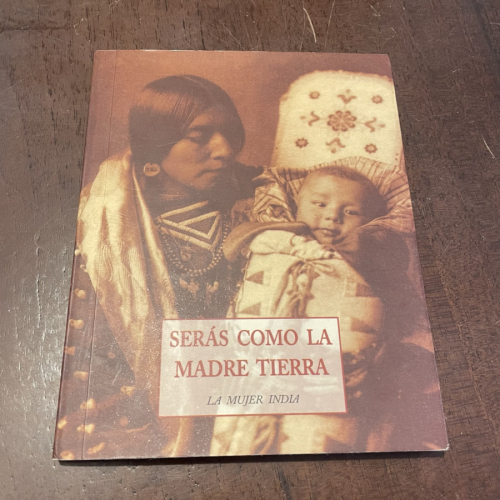 SERÁS COMO LA
MADRE TIERRA
LA MUJER INDIA